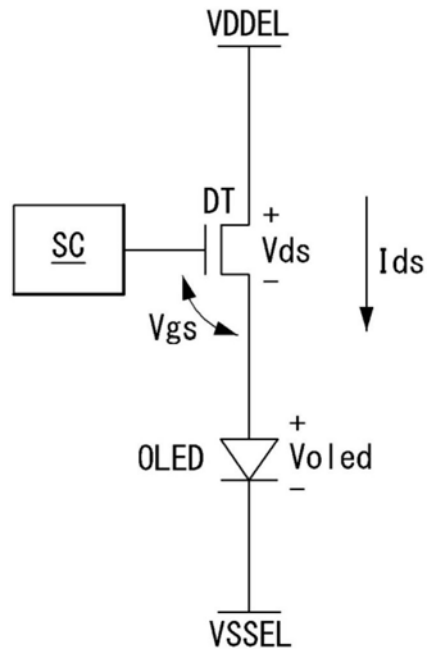 VDDEL
DT
+
SC
Vds
Ids
−
Vgs
+
OLED
Voled
−
VSSEL